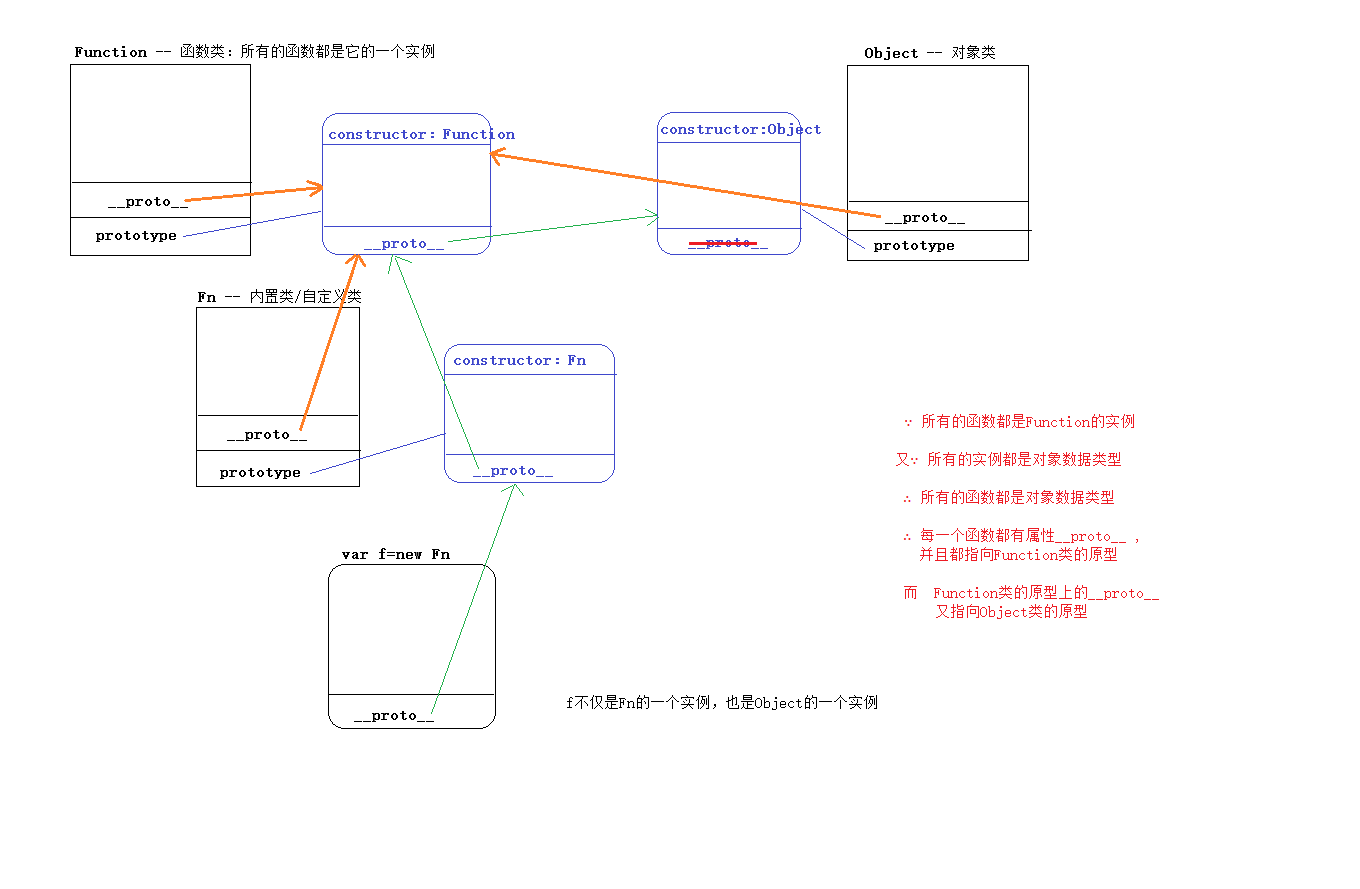 Function -- 函数类: 所有的函数都是它的一个实例
Object -- 对象类
constructor: Function
constructor:Object
__proto__
prototype
__proto__
__proto__
__proto__
prototype
Fn -- 内置类/自定义类
constructor: Fn
__proto__
prototype
__proto__
∵ 所有的函数都是Function的实例
又∵ 所有的实例都是对象数据类型
∴ 所有的函数都是对象数据类型
∴ 每一个函数都有属性__proto__ ,
并且都指向Function类的原型
而 Function类的原型上的__proto__
又指向Object类的原型
var f=new Fn
__proto__
f不仅是Fn的一个实例, 也是Object的一个实例